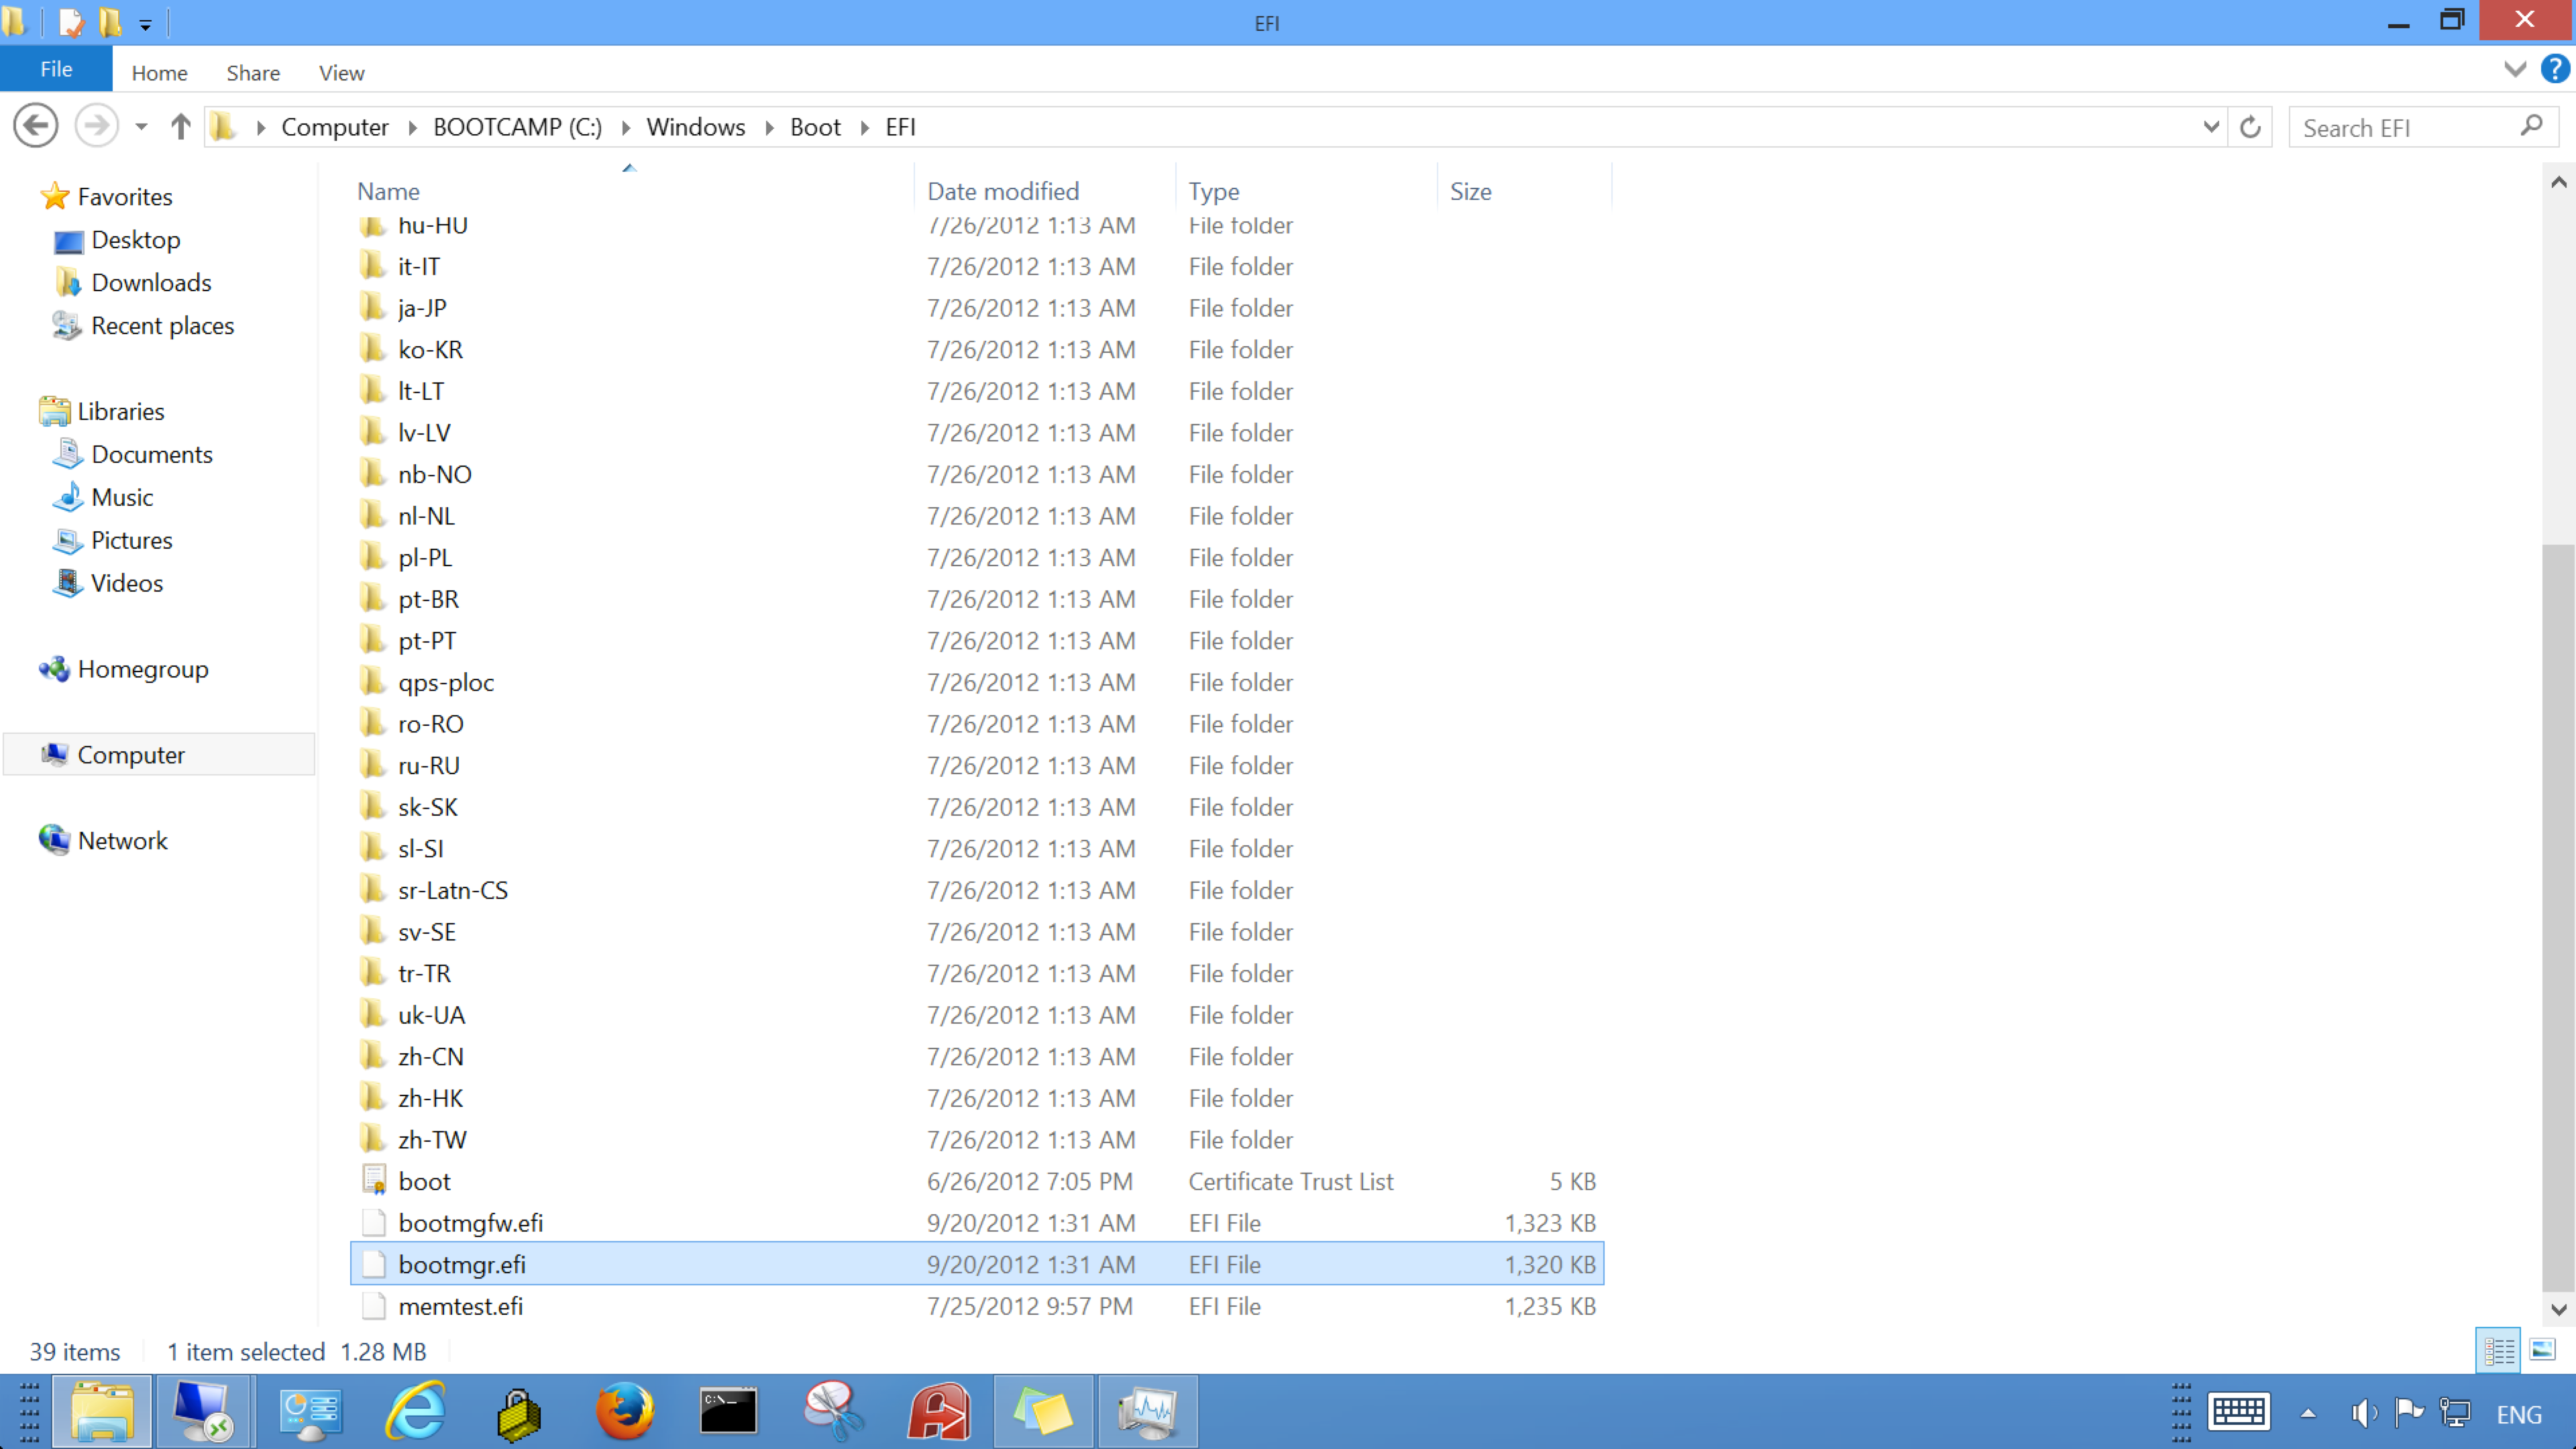 EFI
File Home Share View
Computer BOOTCAMP (C:) Windows Boot EFI
Search EFI
Favorites
Desktop
Downloads
Recent places
Libraries
Documents
Music
Pictures
Videos
Homegroup
Computer
Network
Name Date modified Type Size
hu-HU 7/26/2012 1:13 AM File folder
it-IT 7/26/2012 1:13 AM File folder
ja-JP 7/26/2012 1:13 AM File folder
ko-KR 7/26/2012 1:13 AM File folder
lt-LT 7/26/2012 1:13 AM File folder
lv-LV 7/26/2012 1:13 AM File folder
nb-NO 7/26/2012 1:13 AM File folder
nl-NL 7/26/2012 1:13 AM File folder
pl-PL 7/26/2012 1:13 AM File folder
pt-BR 7/26/2012 1:13 AM File folder
pt-PT 7/26/2012 1:13 AM File folder
qps-ploc 7/26/2012 1:13 AM File folder
ro-RO 7/26/2012 1:13 AM File folder
ru-RU 7/26/2012 1:13 AM File folder
sk-SK 7/26/2012 1:13 AM File folder
sl-SI 7/26/2012 1:13 AM File folder
sr-Latn-CS 7/26/2012 1:13 AM File folder
sv-SE 7/26/2012 1:13 AM File folder
tr-TR 7/26/2012 1:13 AM File folder
uk-UA 7/26/2012 1:13 AM File folder
zh-CN 7/26/2012 1:13 AM File folder
zh-HK 7/26/2012 1:13 AM File folder
zh-TW 7/26/2012 1:13 AM File folder
boot 6/26/2012 7:05 PM Certificate Trust List 5 KB
bootmgfw.efi 9/20/2012 1:31 AM EFI File 1,323 KB
bootmgr.efi 9/20/2012 1:31 AM EFI File 1,320 KB
memtest.efi 7/25/2012 9:57 PM EFI File 1,235 KB
39 items 1 item selected 1.28 MB
C:\_
ENG